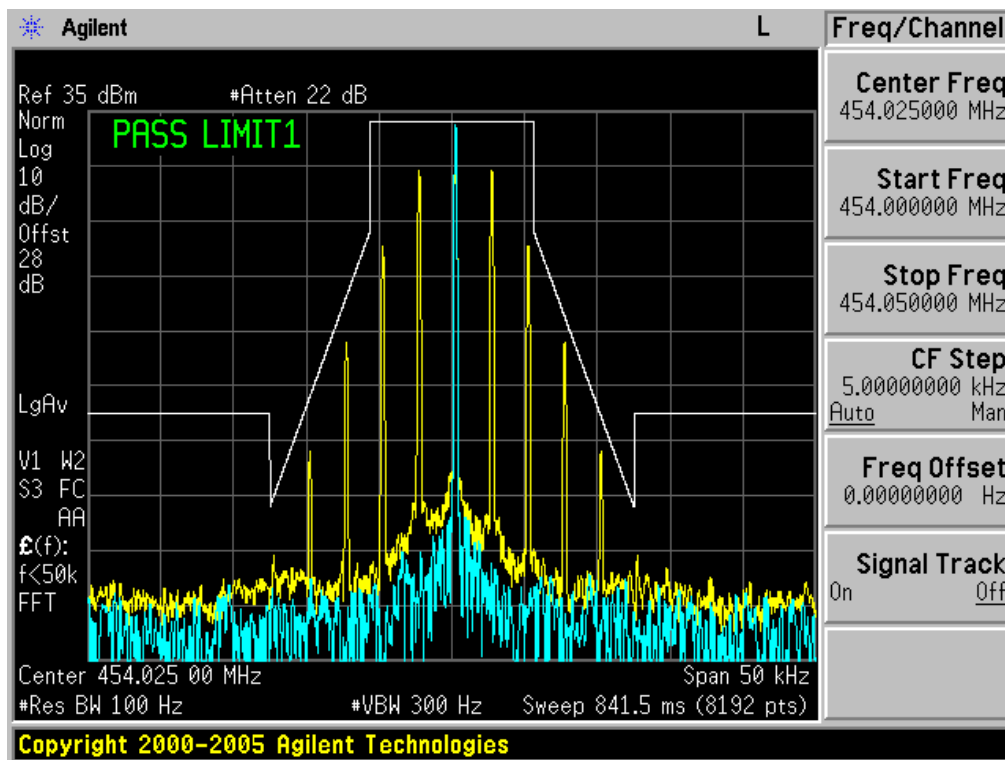 Agilent
L
Freq/Channel
Ref 35 dBm
#Atten 22 dB
Norm
Log
10
dB/
Offst
28
dB
PASS LIMIT1
LgAv
V1 W2
S3 FC
AA
£(f):
f<50k
FFT
Center 454.025 00 MHz
Span 50 kHz
#Res BW 100 Hz
#VBW 300 Hz
Sweep 841.5 ms (8192 pts)
Copyright 2000-2005 Agilent Technologies
Center Freq
454.025000 MHz
Start Freq
454.000000 MHz
Stop Freq
454.050000 MHz
CF Step
5.00000000 kHz
Auto Man
Freq Offset
0.00000000 Hz
Signal Track
On Off